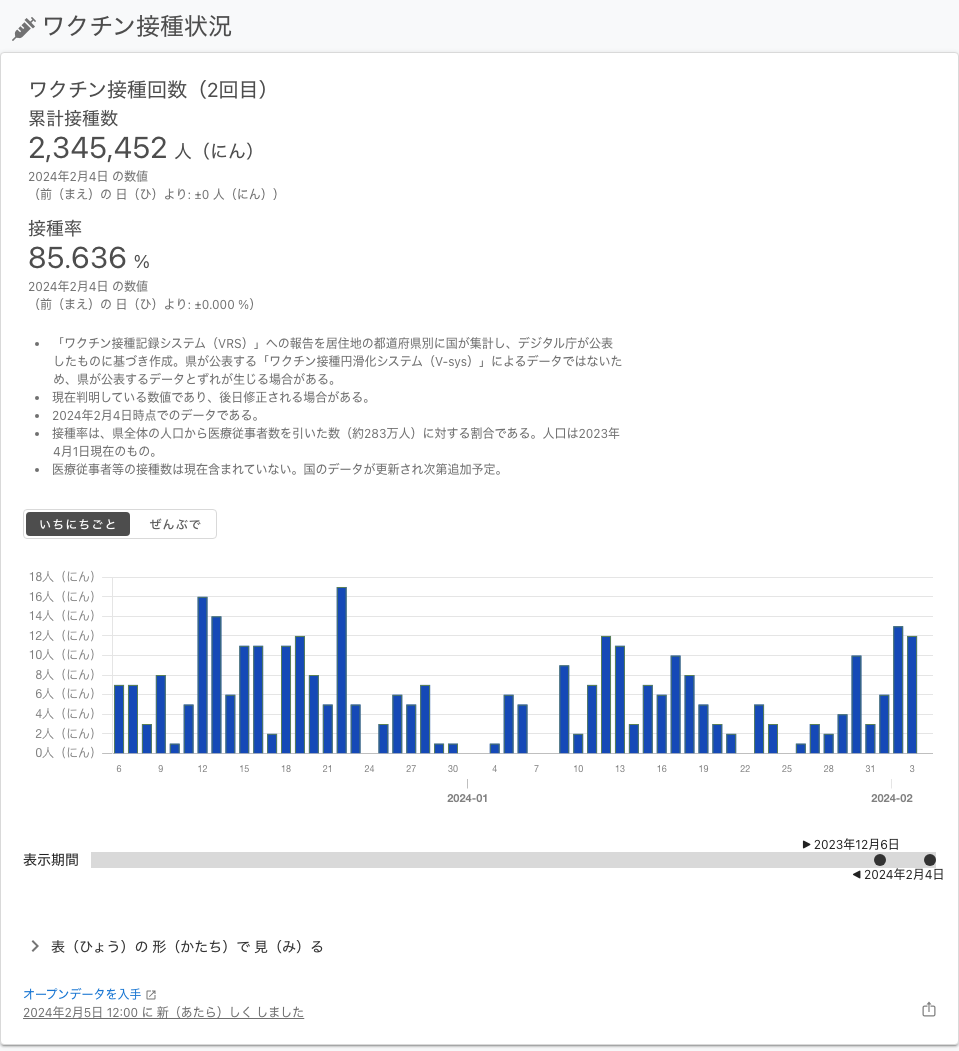 ワクチン接種状況
ワクチン接種回数（2回目）
累計接種数
2,345,452 人（にん）
2024年2月4日 の数値
（前（まえ）の 日（ひ）より: ±0 人（にん））
接種率
85.636 %
2024年2月4日 の数値
（前（まえ）の 日（ひ）より: ±0.000 %）
• 「ワクチン接種記録システム（VRS）」への報告を居住地の都道府県別に国が集計し、デジタル庁が公表
したものに基づき作成。県が公表する「ワクチン接種円滑化システム（V-sys）」によるデータではないた
め、県が公表するデータとずれが生じる場合がある。
• 現在判明している数値であり、後日修正される場合がある。
• 2024年2月4日時点でのデータである。
• 接種率は、県全体の人口から医療従事者数を引いた数（約283万人）に対する割合である。人口は2023年
4月1日現在のもの。
• 医療従事者等の接種数は現在含まれていない。国のデータが更新され次第追加予定。
いちにちごと ぜんぶで
18人（にん）
16人（にん）
14人（にん）
12人（にん）
10人（にん）
8人（にん）
6人（にん）
4人（にん）
2人（にん）
0人（にん）
6 9 12 15 18 21 24 27 30 4 7 10 13 16 19 22 25 28 31 3
2024-01 2024-02
▶ 2023年12月6日
表示期間
◀ 2024年2月4日
表（ひょう）の 形（かたち）で 見（み）る
オープンデータを入手
2024年2月5日 12:00 に 新（あたら）しく しました